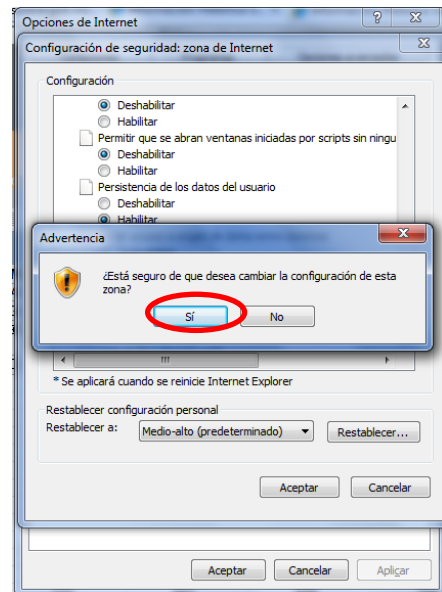 Opciones de Internet
Configuración de seguridad: zona de Internet
Configuración
Deshabilitar
Habilitar
Permitir que se abran ventanas iniciadas por scripts sin ningu
Deshabilitar
Habilitar
Persistencia de los datos del usuario
Deshabilitar
Habilitar
Advertencia
¿Está seguro de que desea cambiar la configuración de esta
zona?
Sí No
* Se aplicará cuando se reinicie Internet Explorer
Restablecer configuración personal
Restablecer a: Medio-alto (predeterminado) Restablecer...
Aceptar Cancelar
Aceptar Cancelar Aplicar